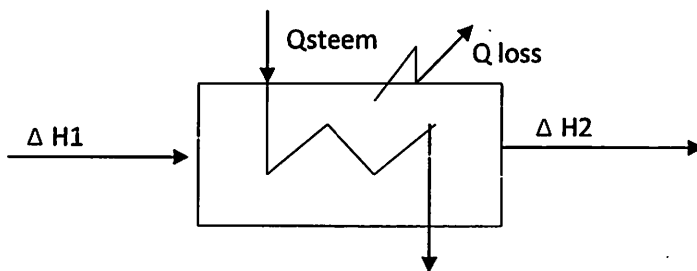 Qsteem
Q loss
Δ H1
Δ H2